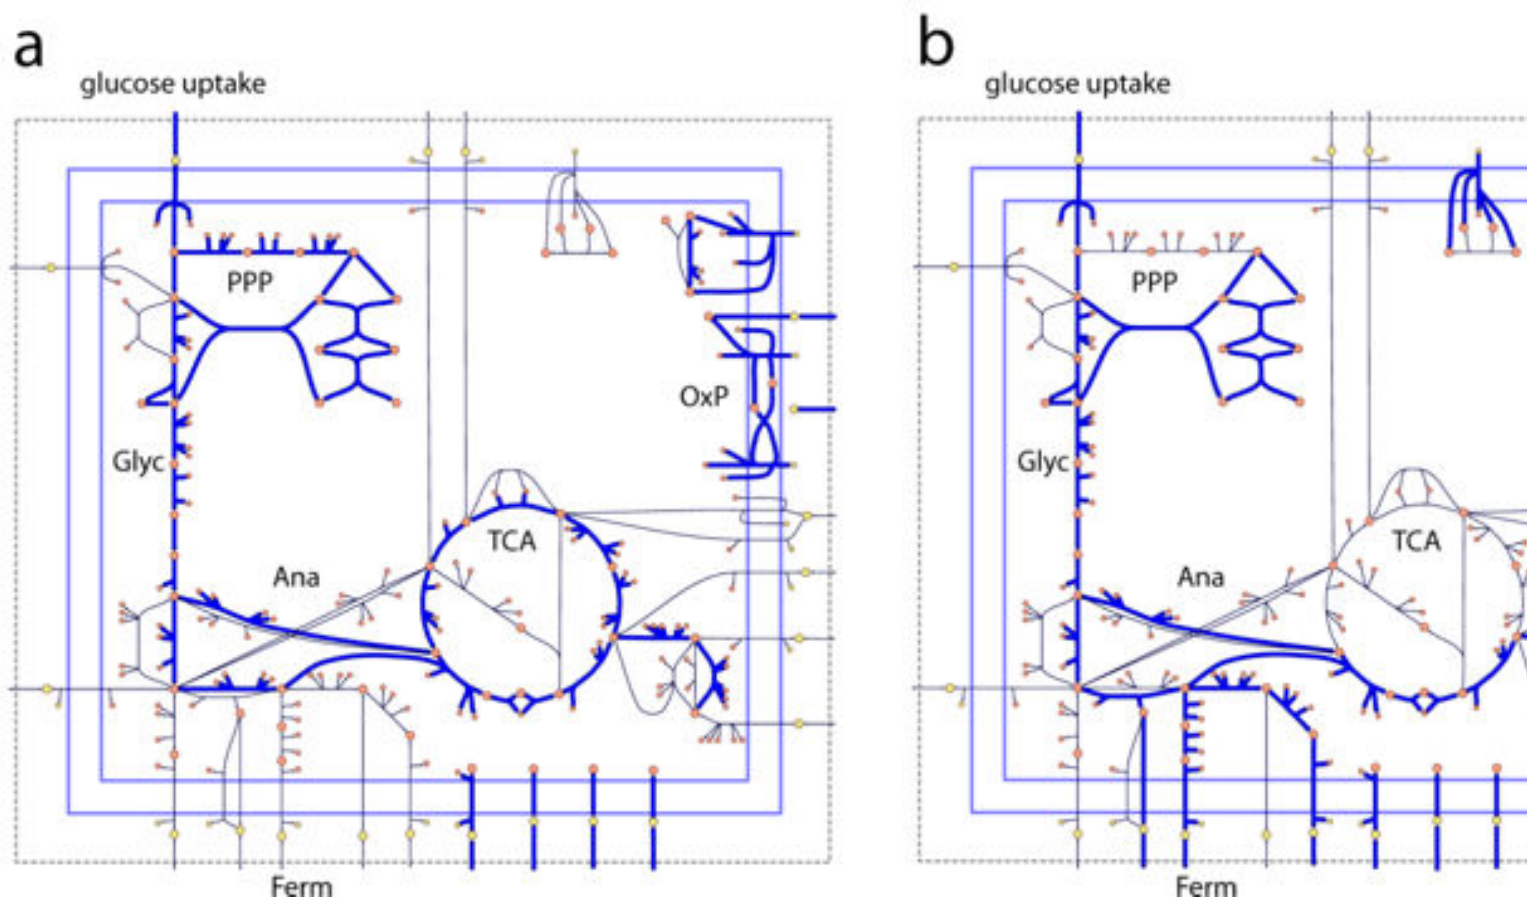 a
glucose uptake
PPP
OxP
Glyc
TCA
Ana
Ferm
b
glucose uptake
PPP
Glyc
TCA
Ana
Ferm